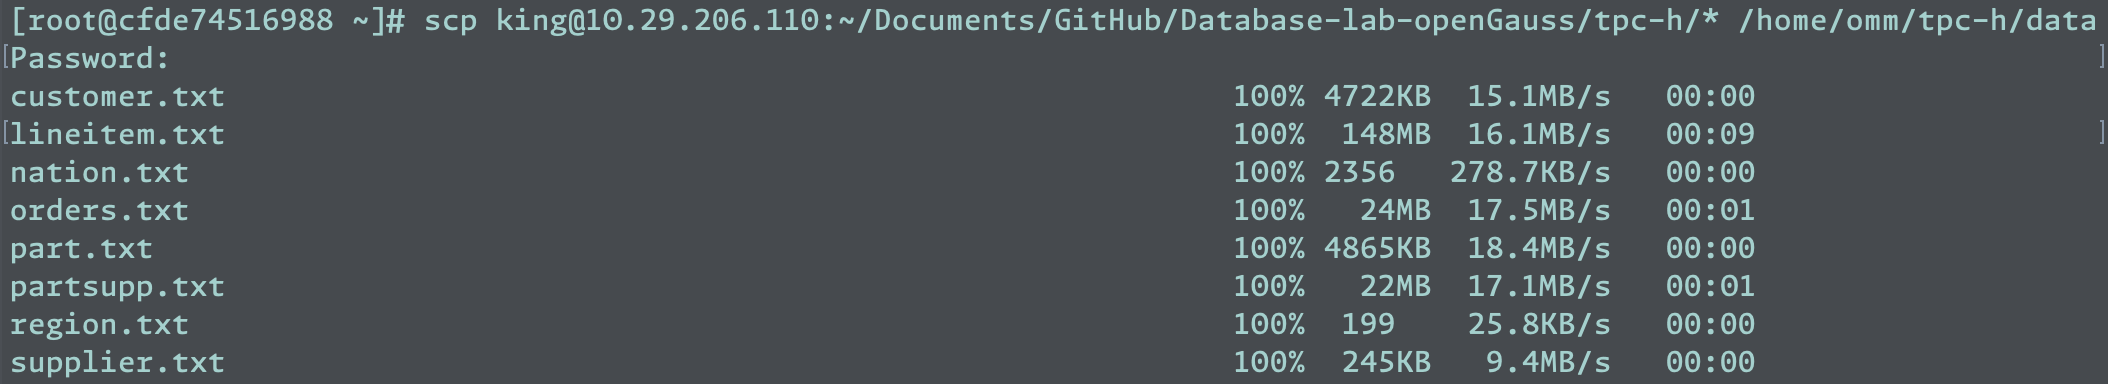 [root@cfde74516988 ~]# scp king@10.29.206.110:~/Documents/GitHub/Database-lab-openGauss/tpc-h/* /home/omm/tpc-h/data
[Password: ]
customer.txt 100% 4722KB 15.1MB/s 00:00
[lineitem.txt 100% 148MB 16.1MB/s 00:09 ]
nation.txt 100% 2356 278.7KB/s 00:00
orders.txt 100% 24MB 17.5MB/s 00:01
part.txt 100% 4865KB 18.4MB/s 00:00
partsupp.txt 100% 22MB 17.1MB/s 00:01
region.txt 100% 199 25.8KB/s 00:00
supplier.txt 100% 245KB 9.4MB/s 00:00